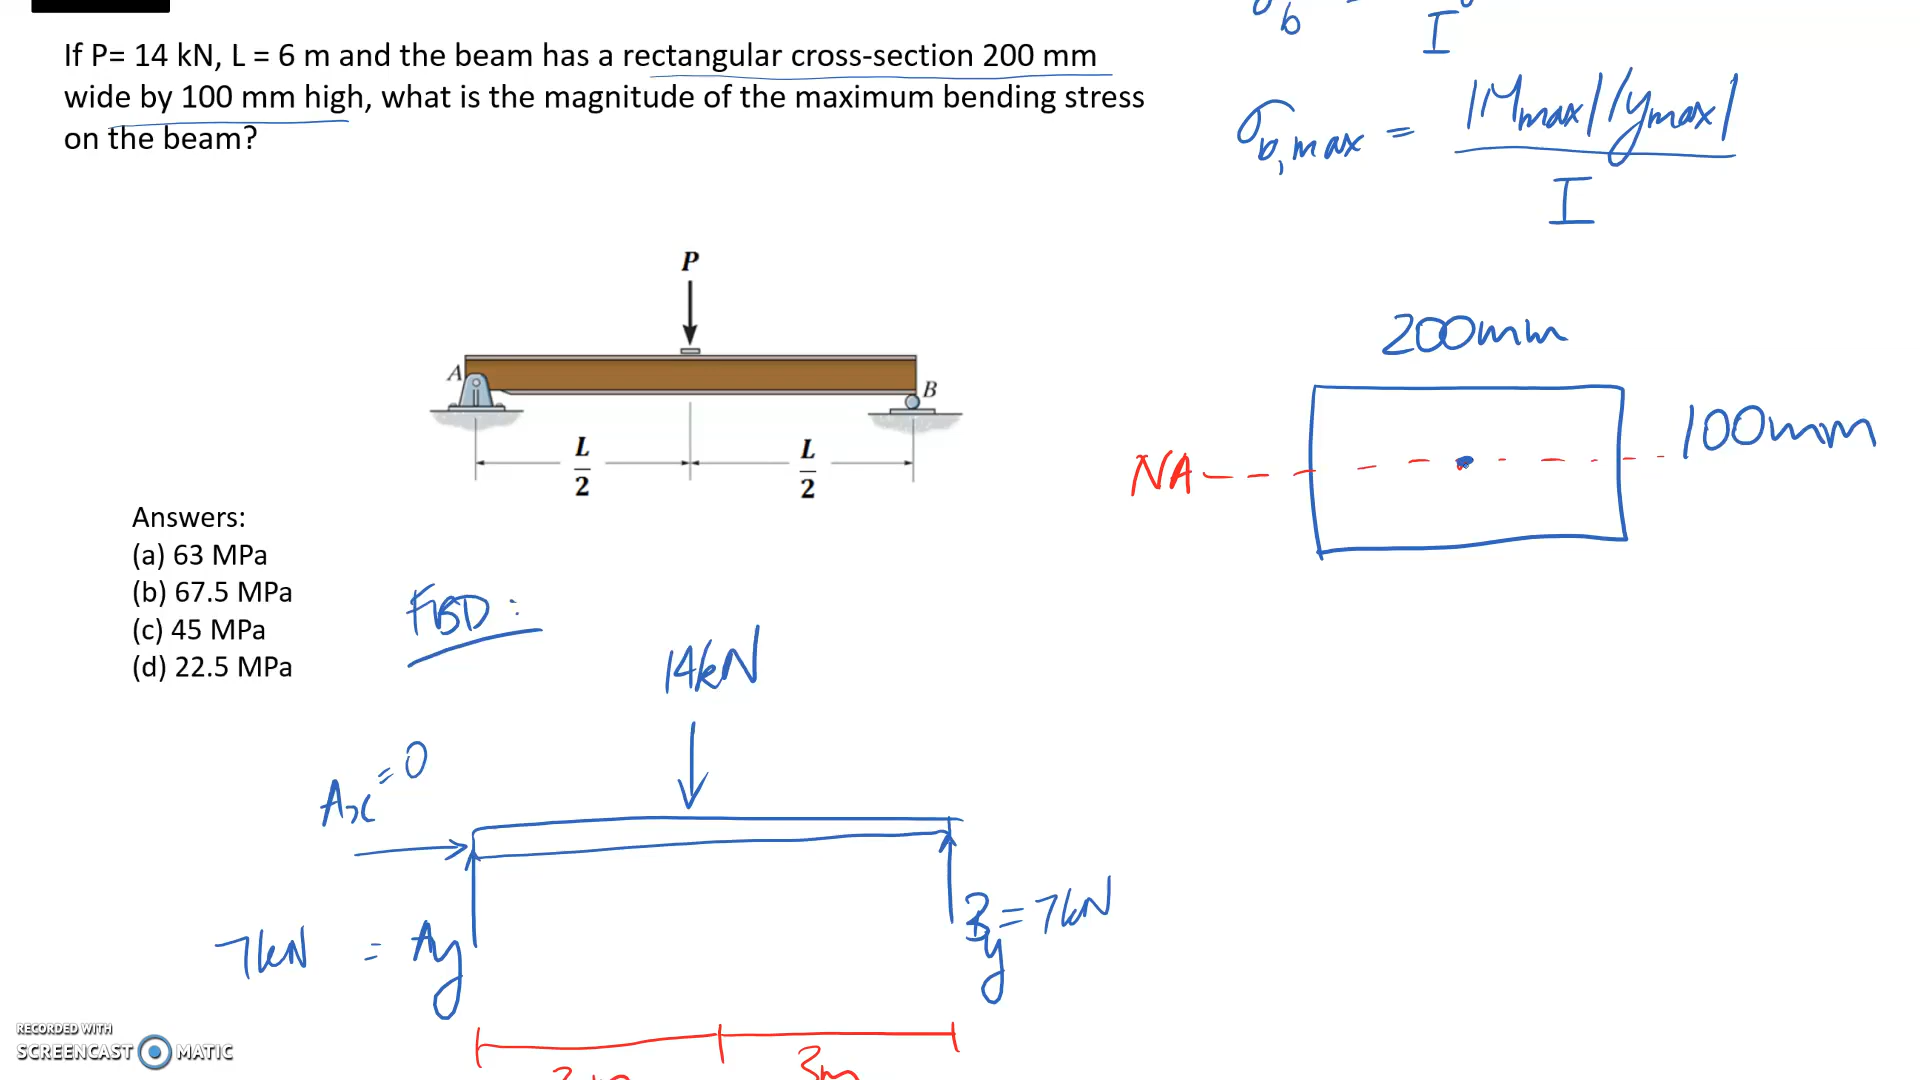 If P= 14 kN, L = 6 m and the beam has a rectangular cross-section 200 mm
wide by 100 mm high, what is the magnitude of the maximum bending stress
on the beam?
σb =
I
σb,max = |Mmax| |ymax|
I
P
A
B
L
2
L
2
200mm
100mm
NA
Answers:
(a) 63 MPa
(b) 67.5 MPa
(c) 45 MPa
(d) 22.5 MPa
FBD:
14kN
Ax = 0
7kN = Ay
By = 7kN
3m
RECORDED WITH
SCREENCAST MATIC